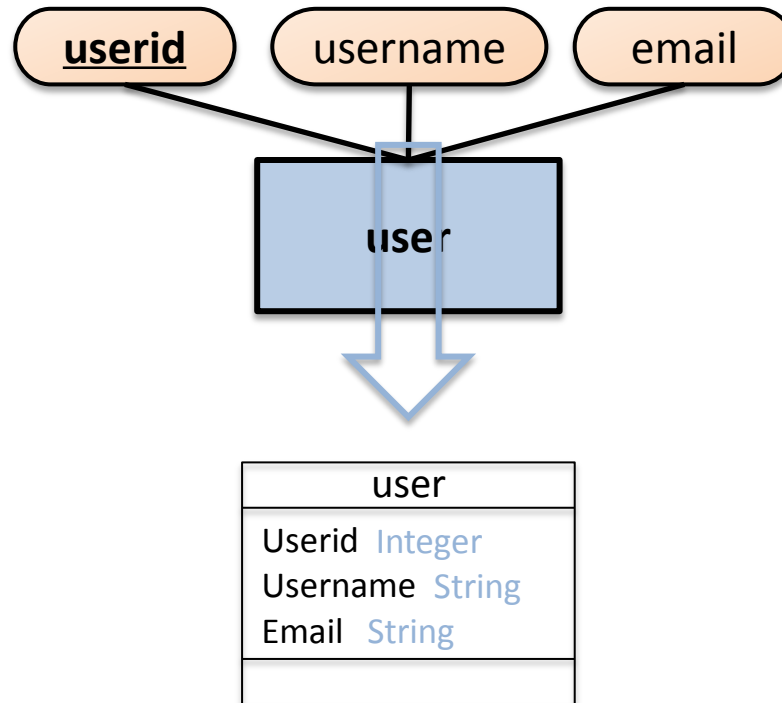 userid username email
user
user
Userid Integer
Username String
Email String